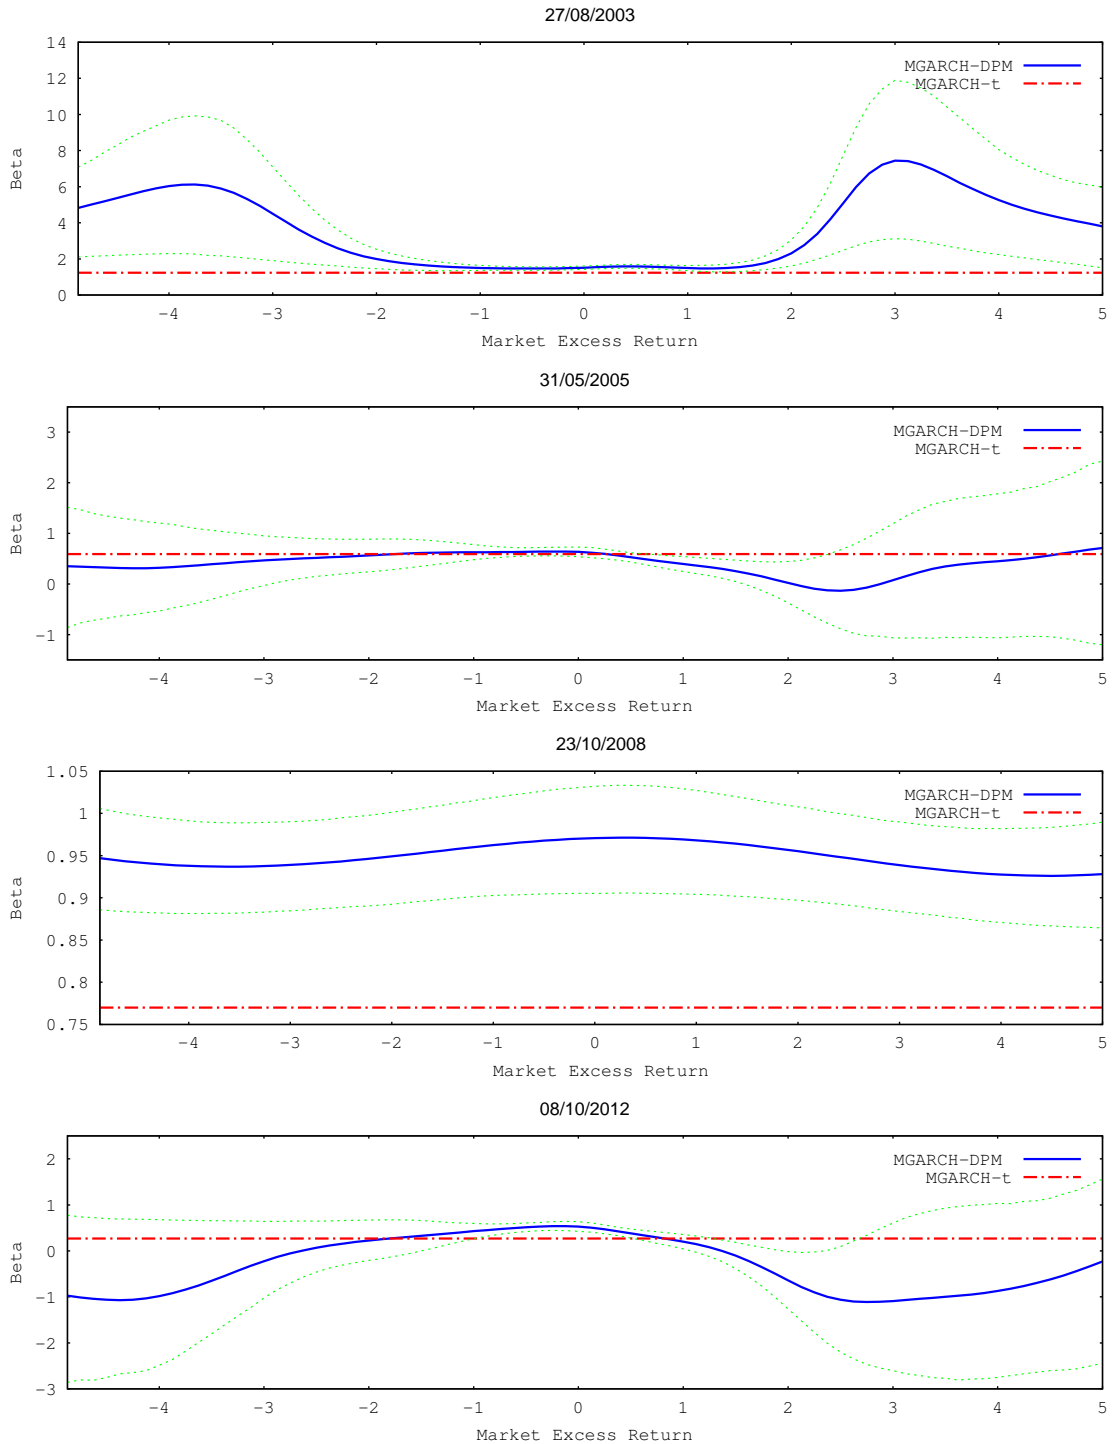 27/08/2003
14
12
10
8
6
4
2
0
Beta
MGARCH-DPM
MGARCH-t
-4 -3 -2 -1 0 1 2 3 4 5
Market Excess Return
31/05/2005
3
2
1
0
-1
Beta
MGARCH-DPM
MGARCH-t
-4 -3 -2 -1 0 1 2 3 4 5
Market Excess Return
23/10/2008
1.05
1
0.95
0.9
0.85
0.8
0.75
Beta
MGARCH-DPM
MGARCH-t
-4 -3 -2 -1 0 1 2 3 4 5
Market Excess Return
08/10/2012
2
1
0
-1
-2
-3
Beta
MGARCH-DPM
MGARCH-t
-4 -3 -2 -1 0 1 2 3 4 5
Market Excess Return